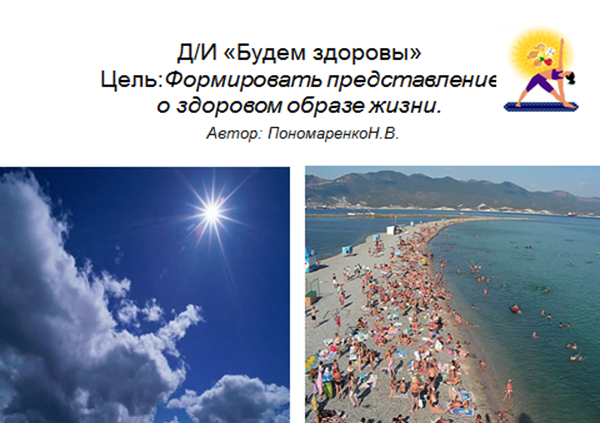 Д/И «Будем здоровы»
Цель:Формировать представление
о здоровом образе жизни.
Автор: ПономаренкоН.В.